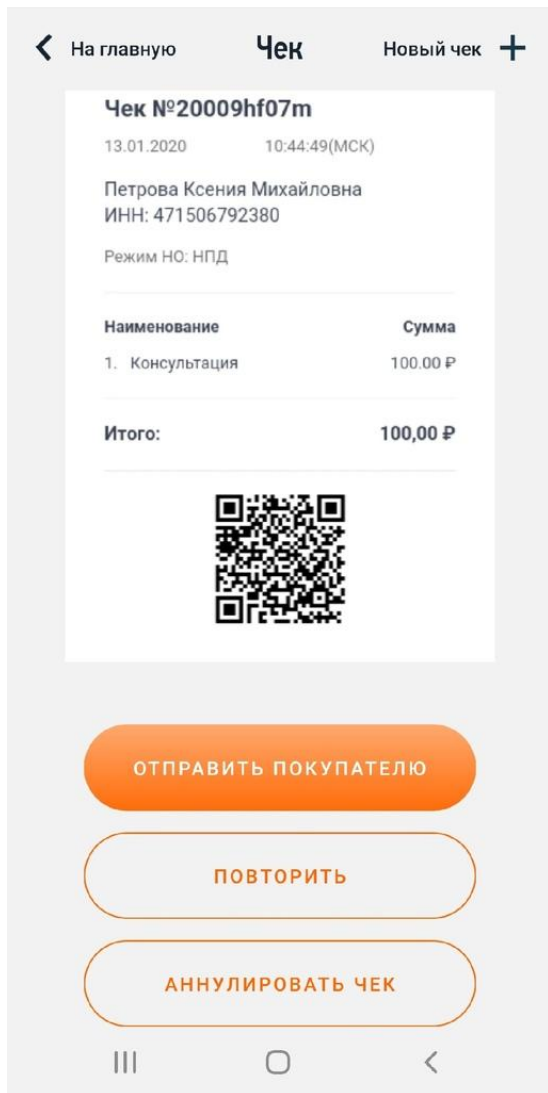 На главную Чек Новый чек
Чек №20009hf07m
13.01.2020 10:44:49(МСК)
Петрова Ксения Михайловна
ИНН: 471506792380
Режим НО: НПД
Наименование Сумма
1. Консультация 100.00 ₽
Итого: 100,00 ₽
ОТПРАВИТЬ ПОКУПАТЕЛЮ
ПОВТОРИТЬ
АННУЛИРОВАТЬ ЧЕК